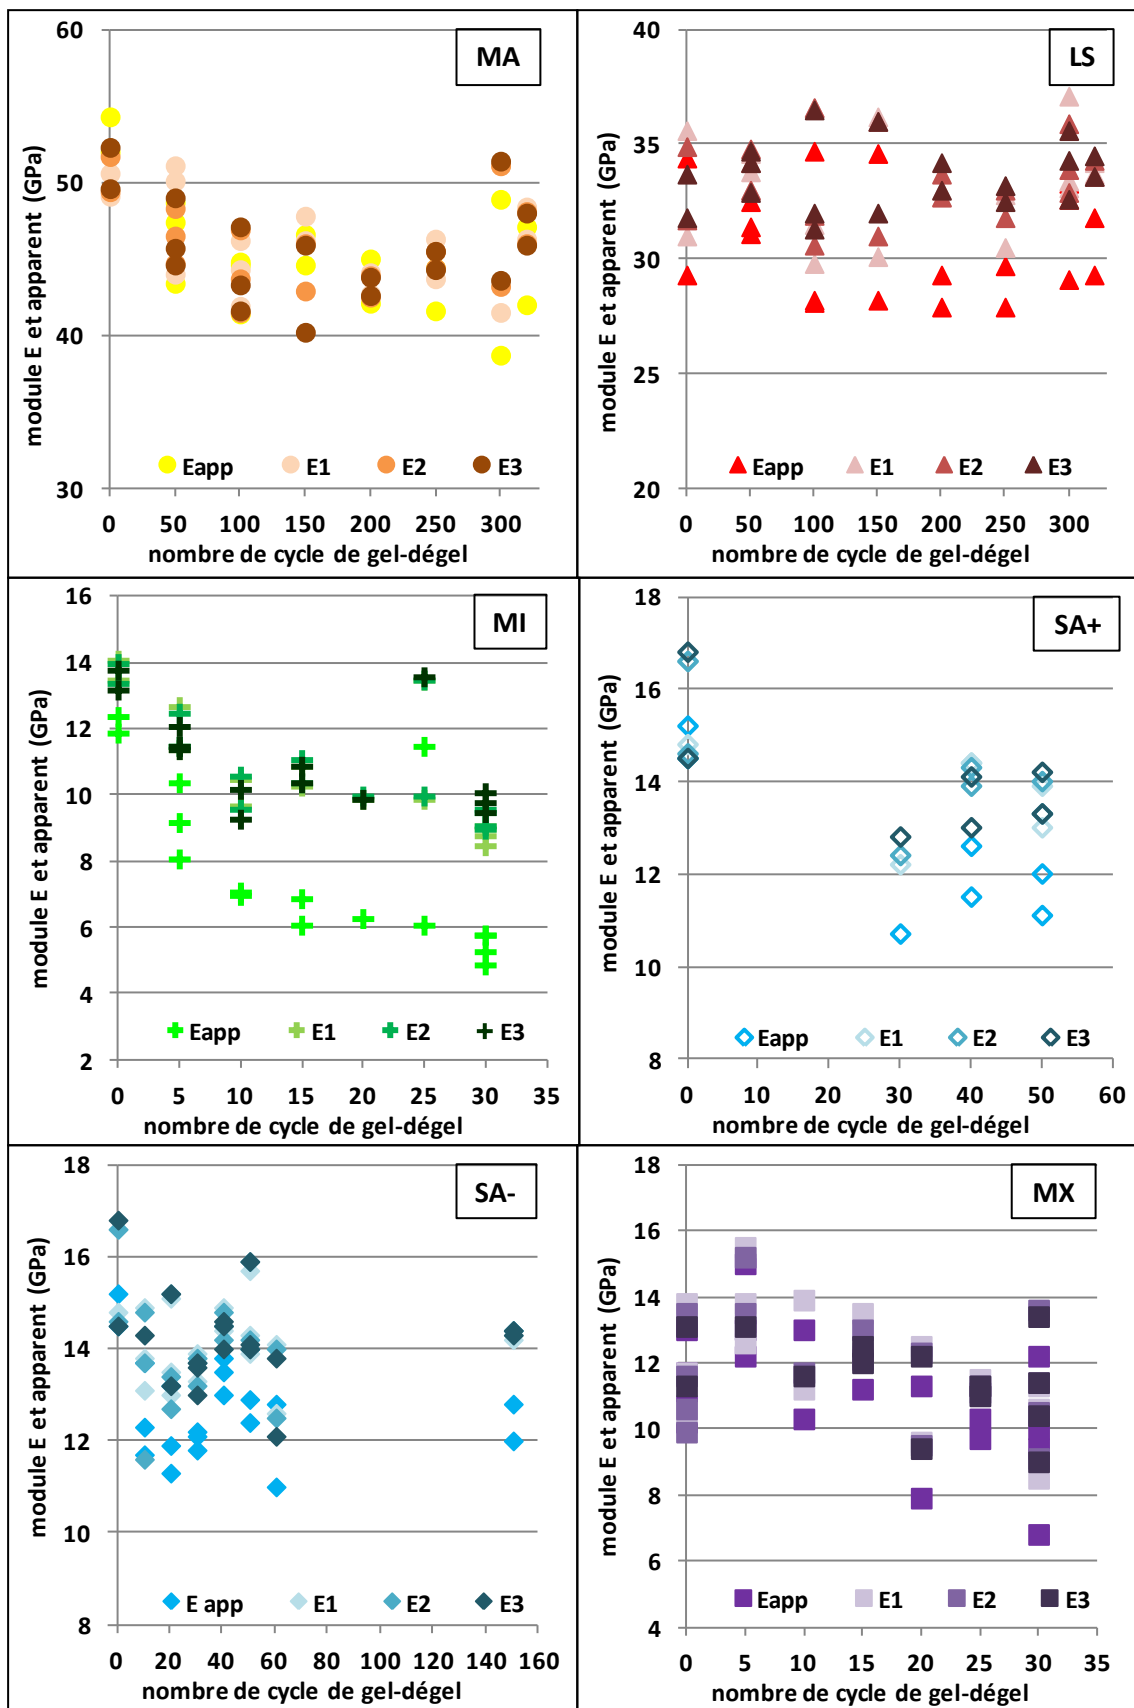 MA
module E et apparent (GPa)
60
50
40
30
Eapp E1 E2 E3
0 50 100 150 200 250 300
nombre de cycle de gel-dégel
LS
module E et apparent (GPa)
40
35
30
25
20
Eapp E1 E2 E3
0 50 100 150 200 250 300
nombre de cycle de gel-dégel
MI
module E et apparent (GPa)
16
14
12
10
8
6
4
2
Eapp E1 E2 E3
0 5 10 15 20 25 30 35
nombre de cycle de gel-dégel
SA+
module E et apparent (GPa)
18
16
14
12
10
8
Eapp E1 E2 E3
0 10 20 30 40 50 60
nombre de cycle de gel-dégel
SA-
module E et apparent (GPa)
18
16
14
12
10
8
E app E1 E2 E3
0 20 40 60 80 100 120 140 160
nombre de cycle de gel-dégel
MX
module E et apparent (GPa)
18
16
14
12
10
8
6
4
Eapp E1 E2 E3
0 5 10 15 20 25 30 35
nombre de cycle de gel-dégel